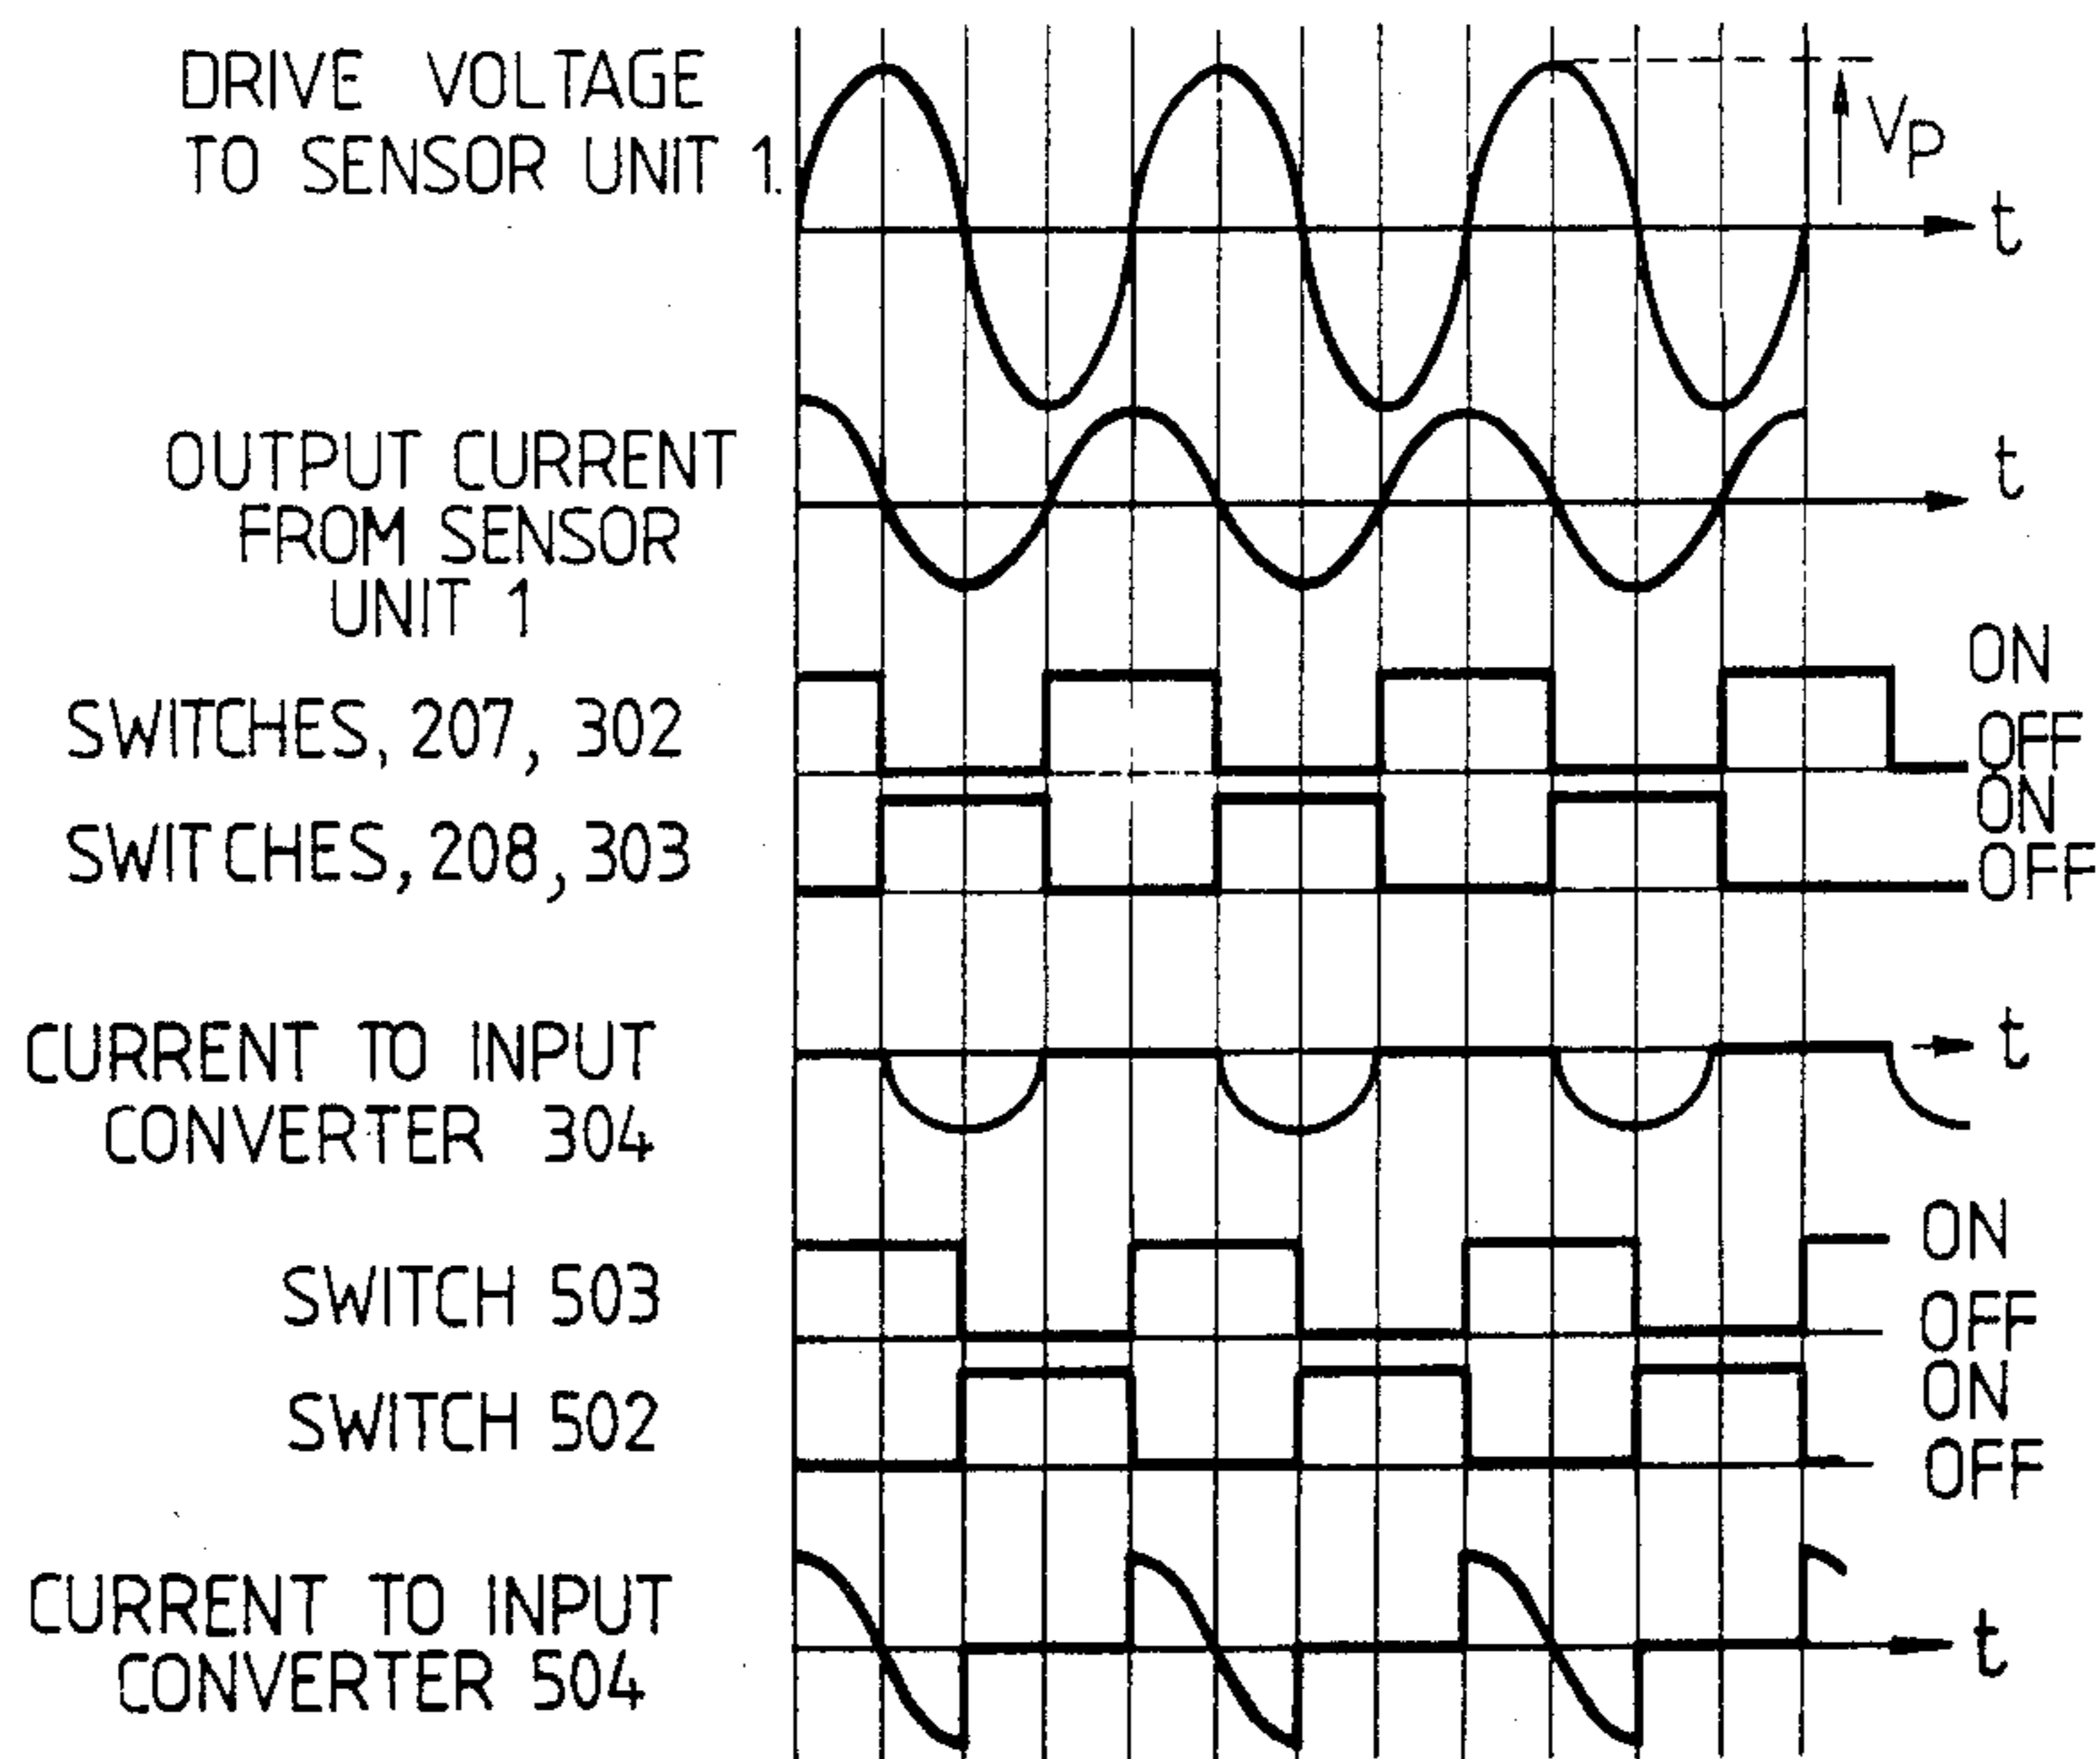 DRIVE VOLTAGE
TO SENSOR UNIT 1.
VP
t
OUTPUT CURRENT
FROM SENSOR
UNIT 1
t
SWITCHES, 207, 302
ON
OFF
SWITCHES, 208, 303
ON
OFF
CURRENT TO INPUT
CONVERTER 304
t
SWITCH 503
ON
OFF
SWITCH 502
ON
OFF
CURRENT TO INPUT
CONVERTER 504
t